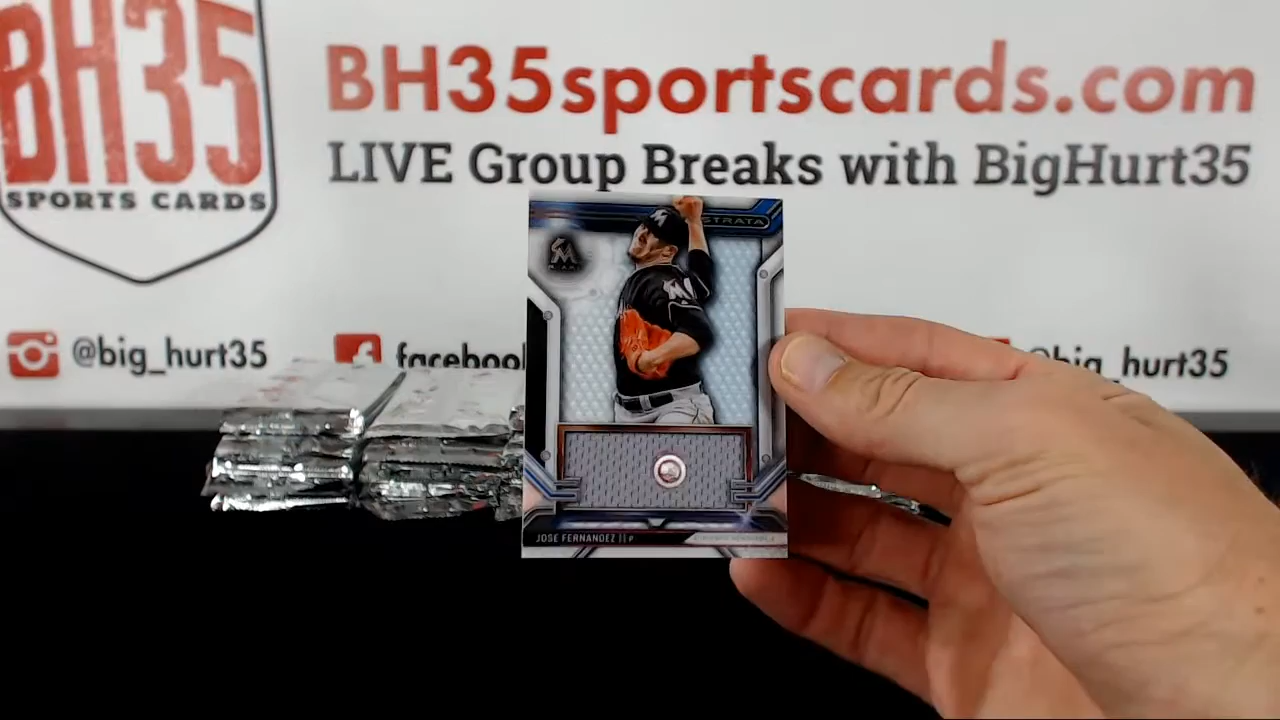 BH35
SPORTS CARDS
BH35sportscards.com
LIVE Group Breaks with BigHurt35
@big_hurt35
faceboo
@big_hurt35
STRATA
M
JOSE FERNANDEZ || P